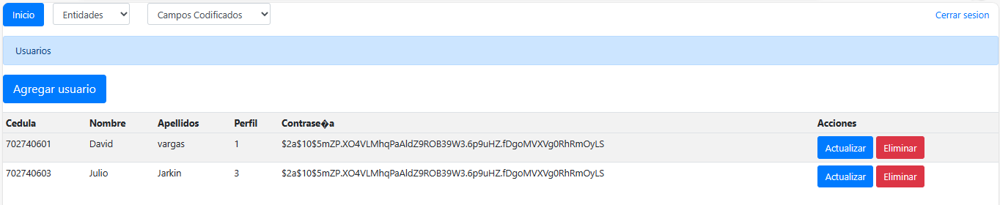 Inicio Entidades Campos Codificados Cerrar sesion
Usuarios
Agregar usuario
Cedula Nombre Apellidos Perfil Contrase�a Acciones
702740601 David vargas 1 $2a$10$5mZP.XO4VLMhqPaAldZ9ROB39W3.6p9uHZ.fDgoMVXVg0RhRmOyLS Actualizar Eliminar
702740603 Julio Jarkin 3 $2a$10$5mZP.XO4VLMhqPaAldZ9ROB39W3.6p9uHZ.fDgoMVXVg0RhRmOyLS Actualizar Eliminar